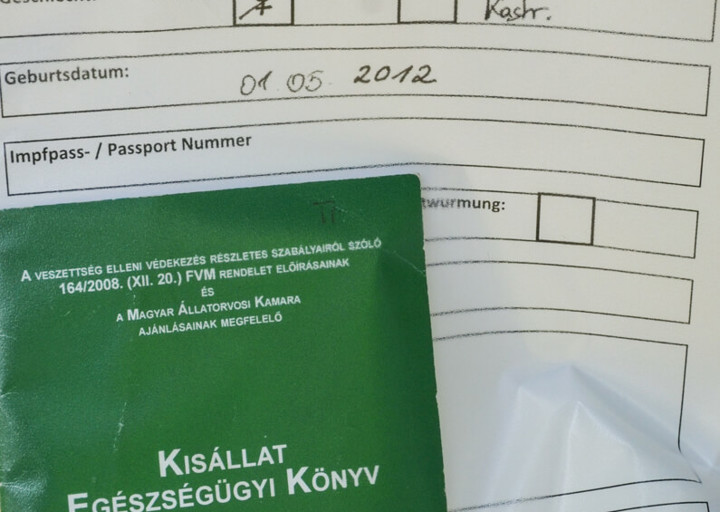 Kastr.
Geburtsdatum: 01.05.2012
Impfpass- / Passport Nummer
twurmung:
A VESZETTSÉG ELLENI VÉDEKEZÉS RÉSZLETES SZABÁLYAIRÓL SZÓLÓ
164/2008. (XII. 20.) FVM RENDELET ELŐÍRÁSAINAK
ÉS
A MAGYAR ÁLLATORVOSI KAMARA
AJÁNLÁSAINAK MEGFELELŐ
KISÁLLAT
EGÉSZSÉGÜGYI KÖNYV